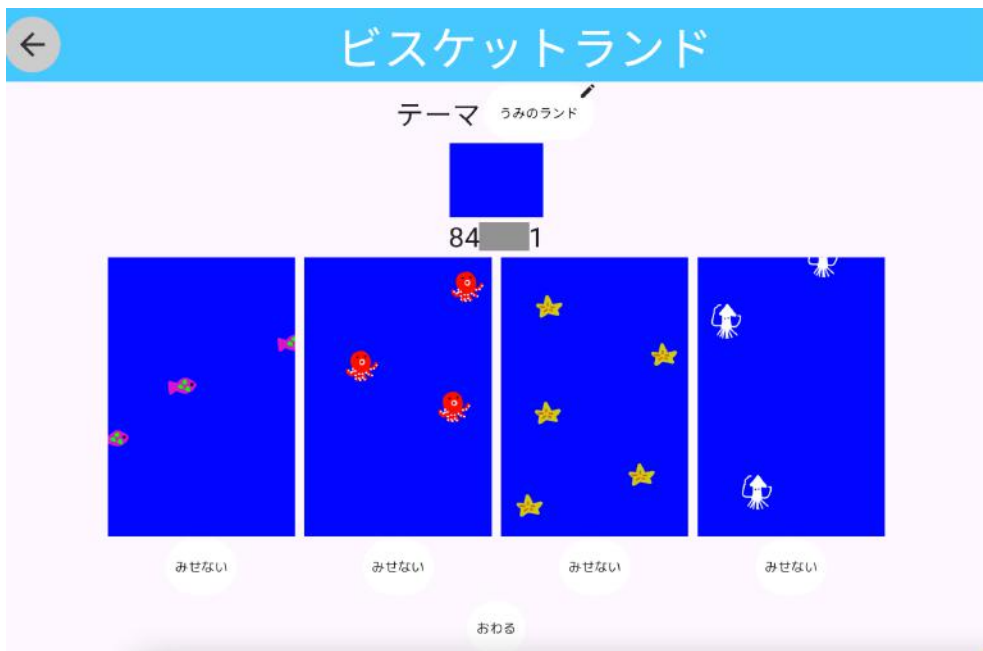 ビスケットランド
テーマ うみのランド
84 1
みせない みせない みせない みせない
おわる